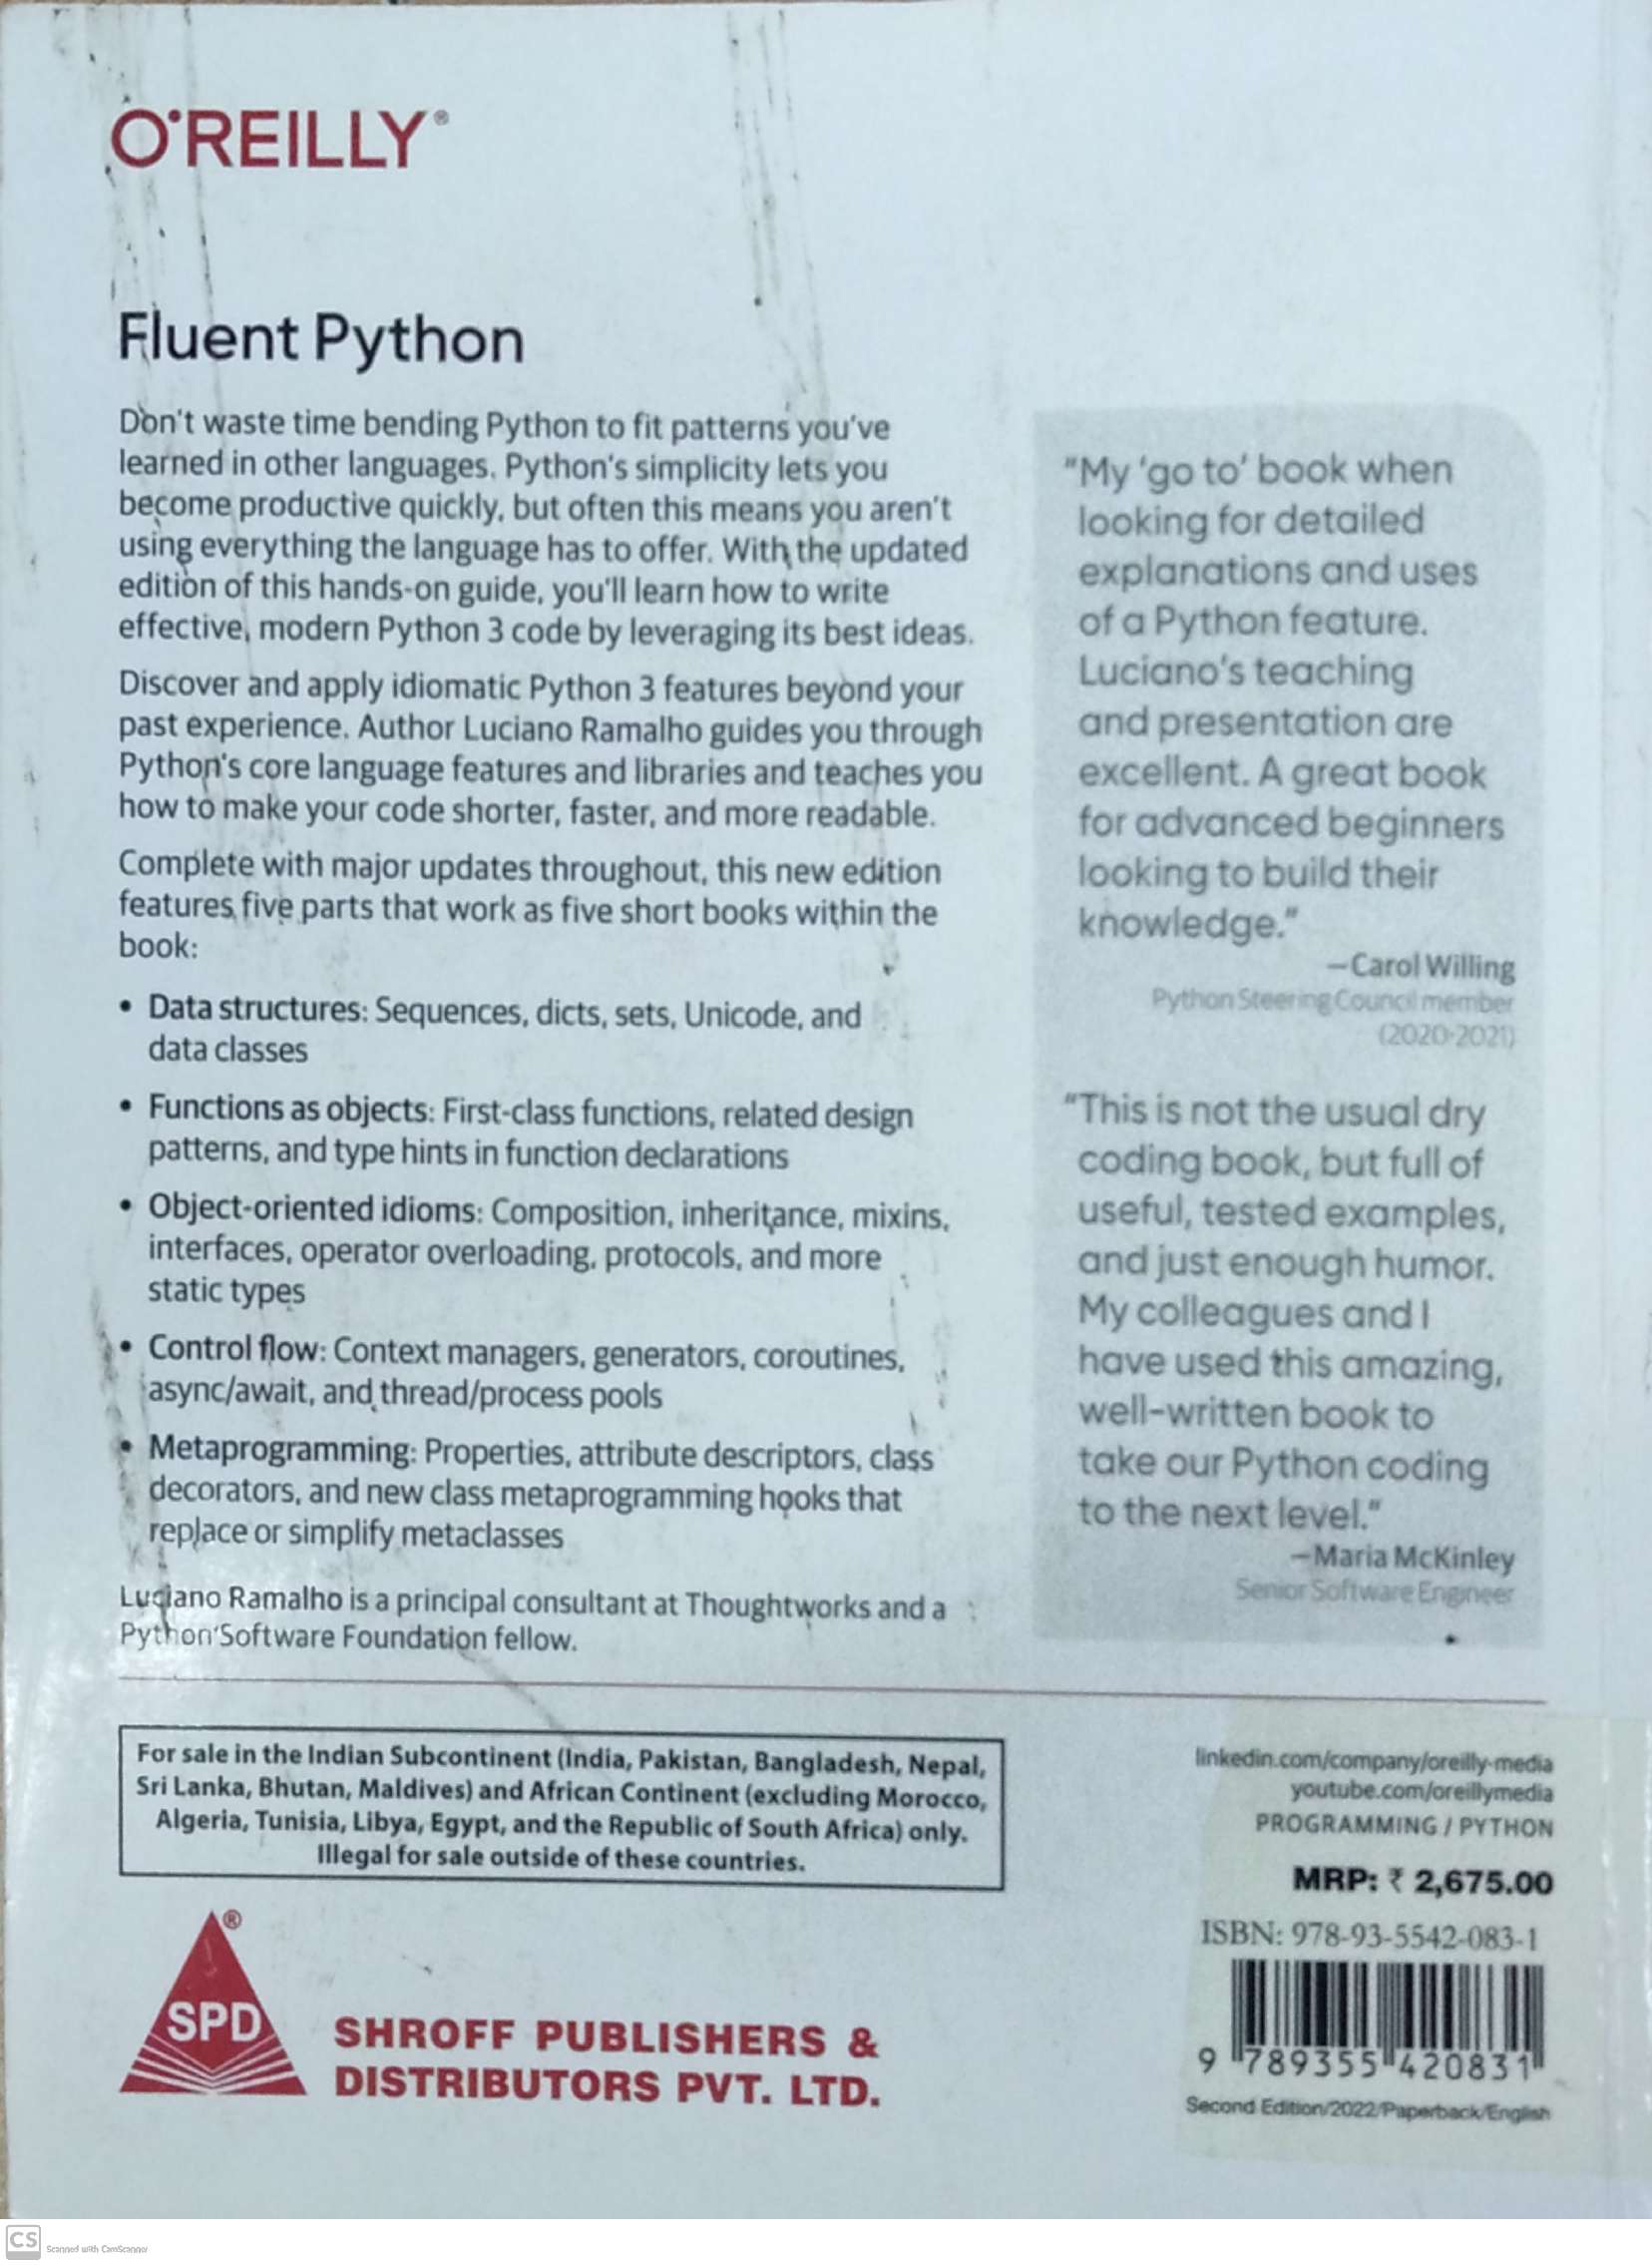 O'REILLY®
Fluent Python
Don't waste time bending Python to fit patterns you've
learned in other languages. Python's simplicity lets you
become productive quickly, but often this means you aren't
using everything the language has to offer. With the updated
edition of this hands-on guide, you'll learn how to write
effective, modern Python 3 code by leveraging its best ideas.
Discover and apply idiomatic Python 3 features beyond your
past experience. Author Luciano Ramalho guides you through
Python's core language features and libraries and teaches you
how to make your code shorter, faster, and more readable.
Complete with major updates throughout, this new edition
features five parts that work as five short books within the
book:
• Data structures: Sequences, dicts, sets, Unicode, and
data classes
• Functions as objects: First-class functions, related design
patterns, and type hints in function declarations
• Object-oriented idioms: Composition, inheritance, mixins,
interfaces, operator overloading, protocols, and more
static types
• Control flow: Context managers, generators, coroutines,
async/await, and thread/process pools
• Metaprogramming: Properties, attribute descriptors, class
decorators, and new class metaprogramming hooks that
replace or simplify metaclasses
Luciano Ramalho is a principal consultant at Thoughtworks and a
Python Software Foundation fellow.
"My 'go to' book when
looking for detailed
explanations and uses
of a Python feature.
Luciano's teaching
and presentation are
excellent. A great book
for advanced beginners
looking to build their
knowledge."
—Carol Willing
Python Steering Council member
(2020-2021)
"This is not the usual dry
coding book, but full of
useful, tested examples,
and just enough humor.
My colleagues and I
have used this amazing,
well-written book to
take our Python coding
to the next level."
—Maria McKinley
Senior Software Engineer
For sale in the Indian Subcontinent (India, Pakistan, Bangladesh, Nepal,
Sri Lanka, Bhutan, Maldives) and African Continent (excluding Morocco,
Algeria, Tunisia, Libya, Egypt, and the Republic of South Africa) only.
Illegal for sale outside of these countries.
SPD®
SHROFF PUBLISHERS &
DISTRIBUTORS PVT. LTD.
linkedin.com/company/oreilly-media
youtube.com/oreillymedia
PROGRAMMING / PYTHON
MRP: ₹ 2,675.00
ISBN: 978-93-5542-083-1
9 789355 420831
Second Edition/2022/Paperback/English
CS Scanned with CamScanner